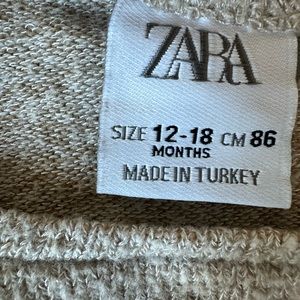 ZARA
SIZE 12-18 CM 86
MONTHS
MADE IN TURKEY